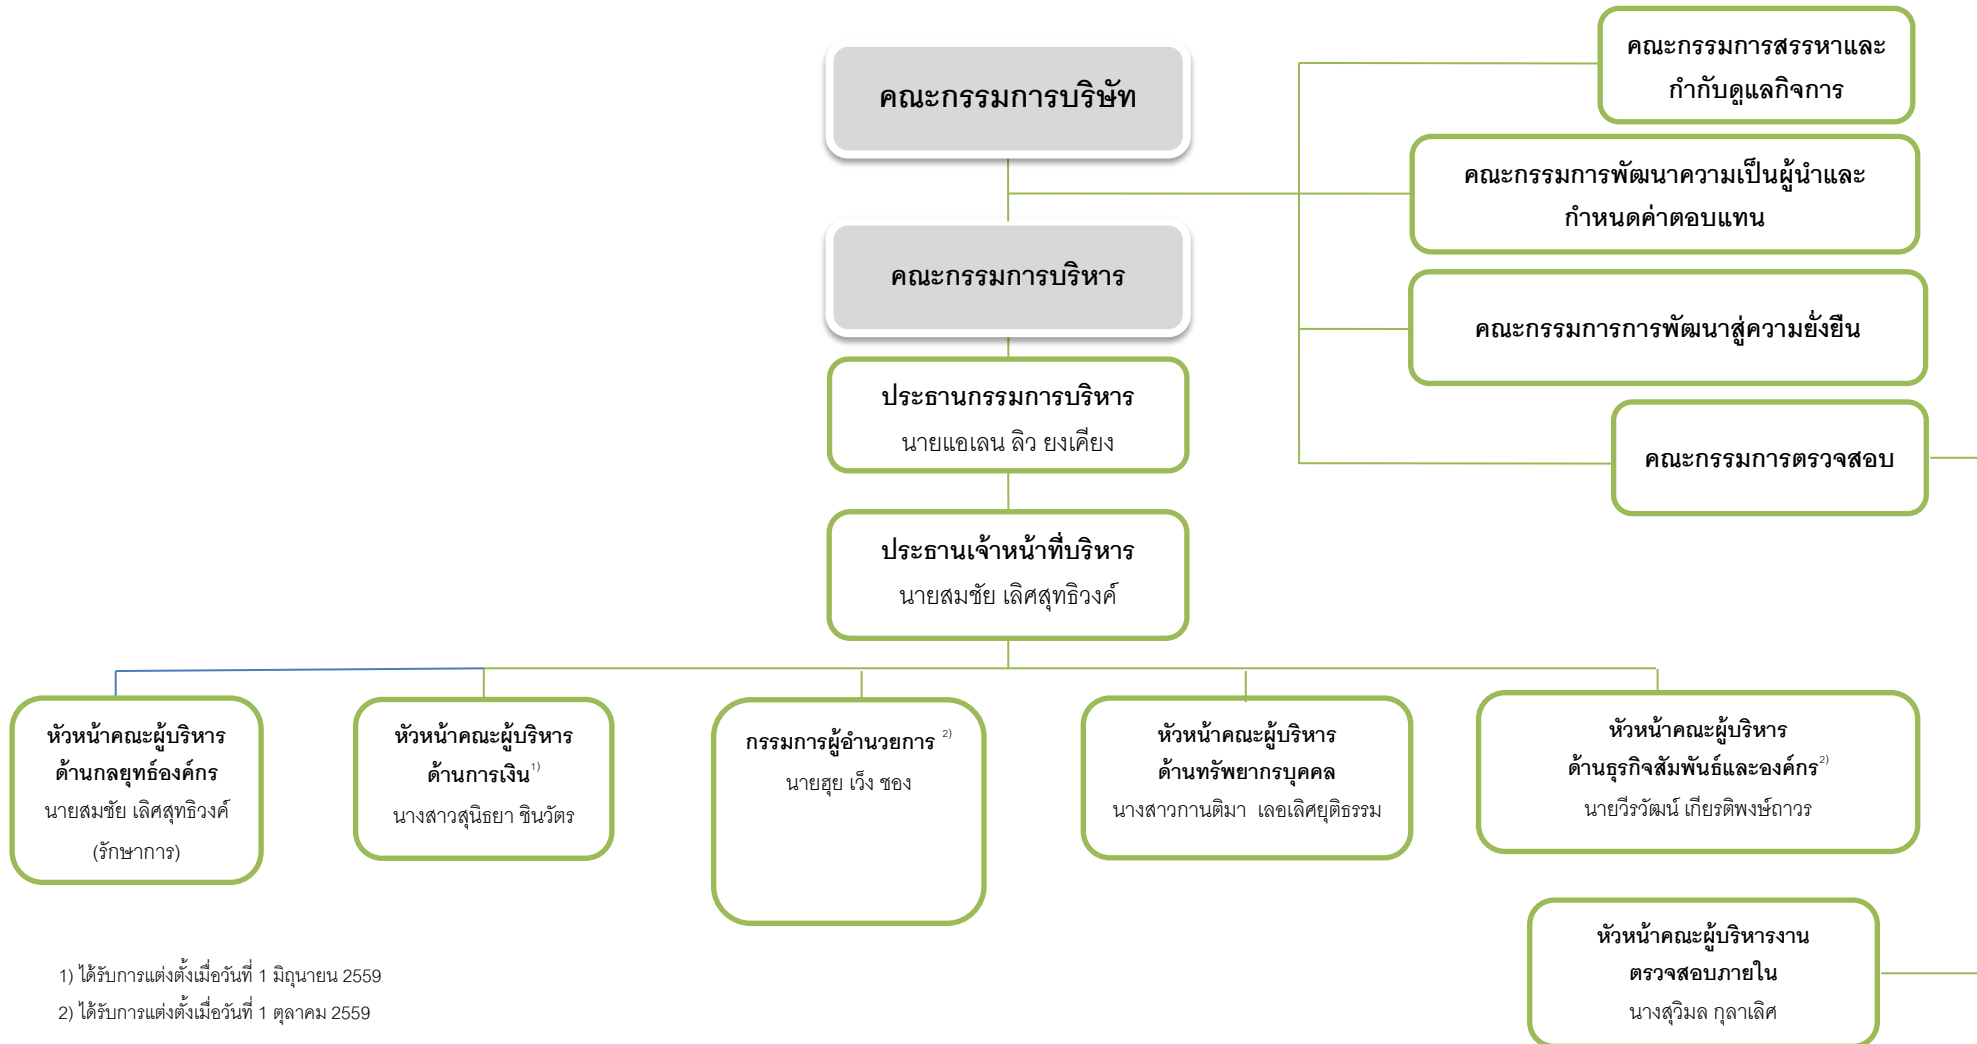 คณะกรรมการบริษัท
คณะกรรมการสรรหาและ
กำกับดูแลกิจการ
คณะกรรมการพัฒนาความเป็นผู้นำและ
กำหนดค่าตอบแทน
คณะกรรมการบริหาร
คณะกรรมการการพัฒนาสู่ความยั่งยืน
ประธานกรรมการบริหาร
นายแอเลน ลิว ยงเคียง
คณะกรรมการตรวจสอบ
ประธานเจ้าหน้าที่บริหาร
นายสมชัย เลิศสุทธิวงค์
หัวหน้าคณะผู้บริหาร
ด้านกลยุทธ์องค์กร
นายสมชัย เลิศสุทธิวงค์
(รักษาการ)
หัวหน้าคณะผู้บริหาร
ด้านการเงิน 1)
นางสาวสุนิธยา ชินวัตร
กรรมการผู้อำนวยการ 2)
นายฮุย เว็ง ชอง
หัวหน้าคณะผู้บริหาร
ด้านทรัพยากรบุคคล
นางสาวกานติมา เลอเลิศยุติธรรม
หัวหน้าคณะผู้บริหาร
ด้านธุรกิจสัมพันธ์และองค์กร 2)
นายวีรวัฒน์ เกียรติพงษ์ถาวร
หัวหน้าคณะผู้บริหารงาน
ตรวจสอบภายใน
นางสุวิมล กุลาเลิศ
1) ได้รับการแต่งตั้งเมื่อวันที่ 1 มิถุนายน 2559
2) ได้รับการแต่งตั้งเมื่อวันที่ 1 ตุลาคม 2559